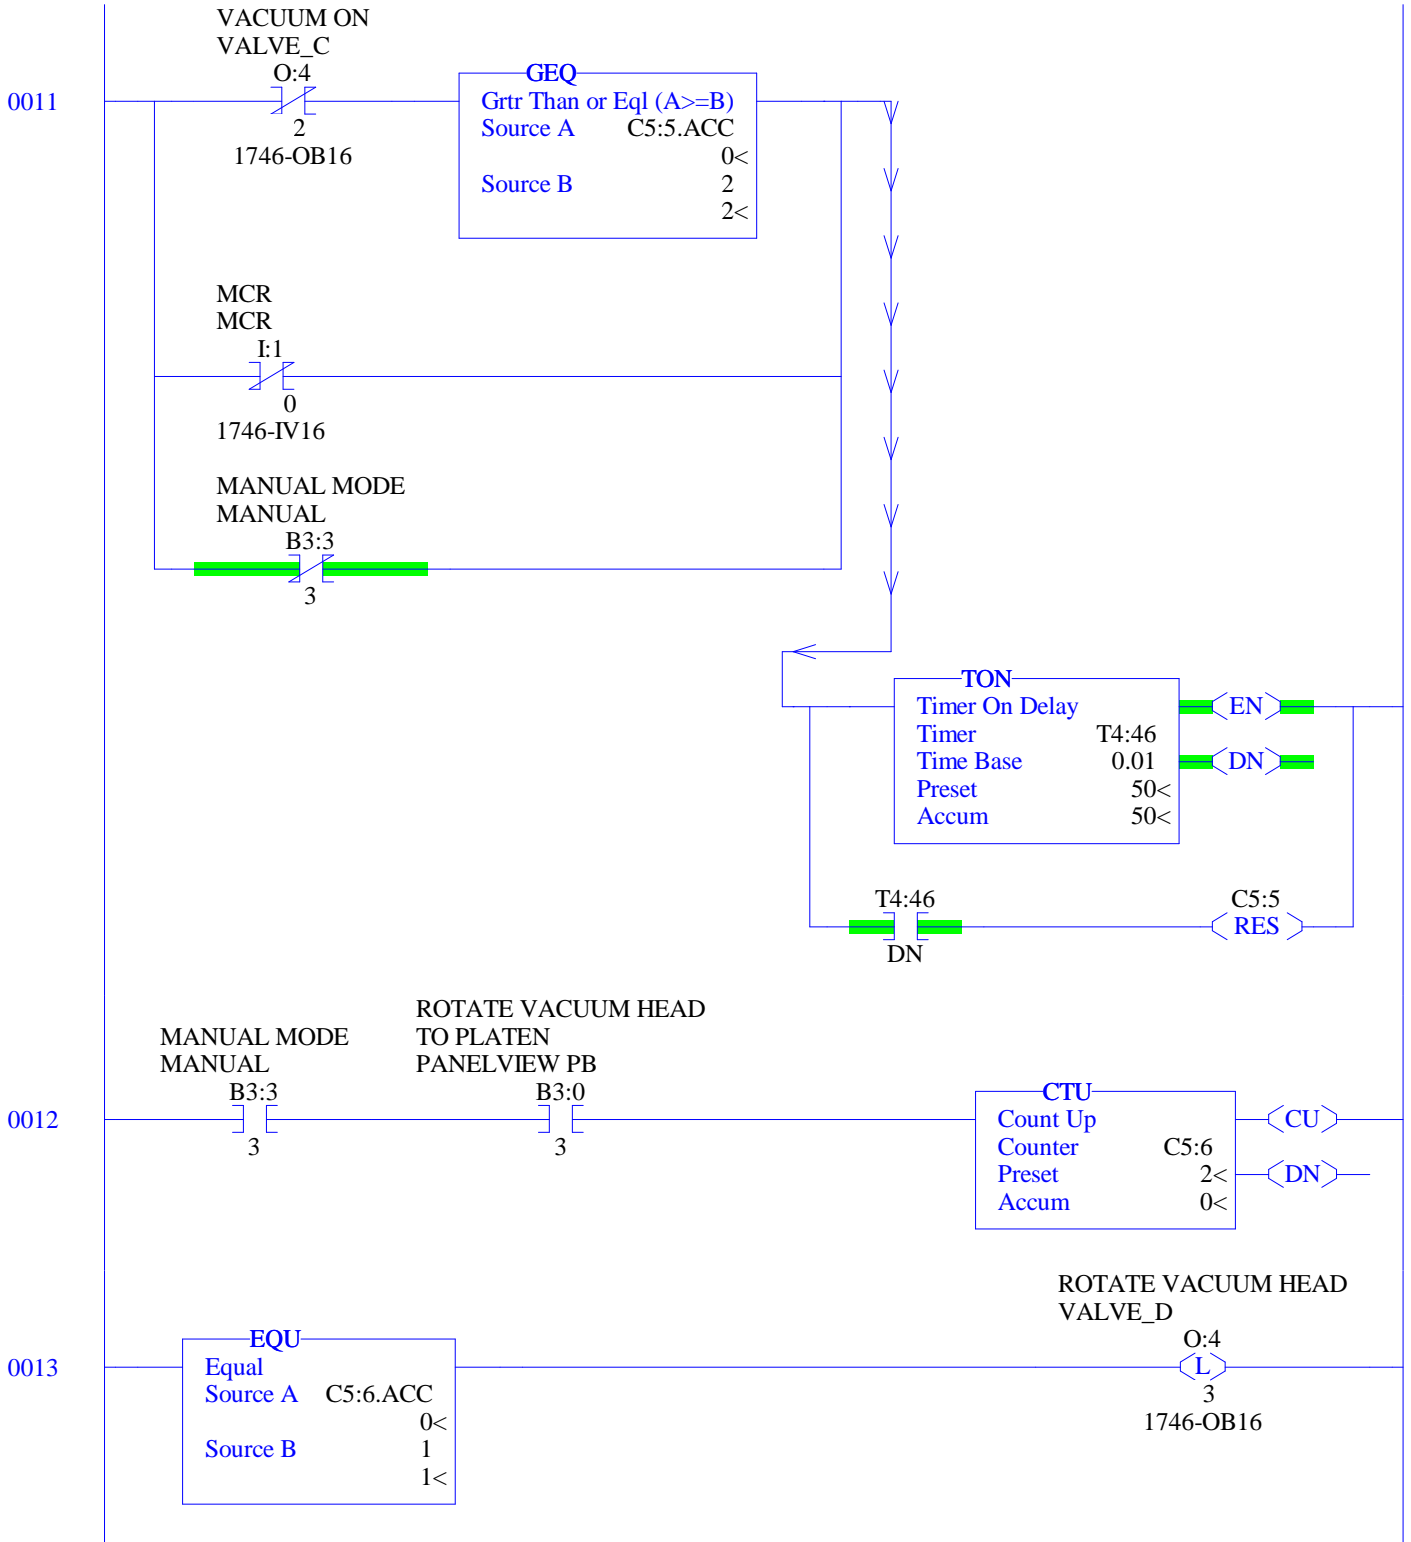 VACUUM ON
VALVE_C
O:4
2
1746-OB16
0011
GEQ
Grtr Than or Eql (A>=B)
Source A C5:5.ACC
0<
Source B 2
2<
MCR
MCR
I:1
0
1746-IV16
MANUAL MODE
MANUAL
B3:3
3
TON
Timer On Delay
Timer T4:46
Time Base 0.01
Preset 50<
Accum 50<
EN
DN
T4:46
DN
C5:5
RES
0012
MANUAL MODE
MANUAL
B3:3
3
ROTATE VACUUM HEAD
TO PLATEN
PANELVIEW PB
B3:0
3
CTU
Count Up
Counter C5:6
Preset 2<
Accum 0<
CU
DN
0013
EQU
Equal
Source A C5:6.ACC
0<
Source B 1
1<
ROTATE VACUUM HEAD
VALVE_D
O:4
L
3
1746-OB16